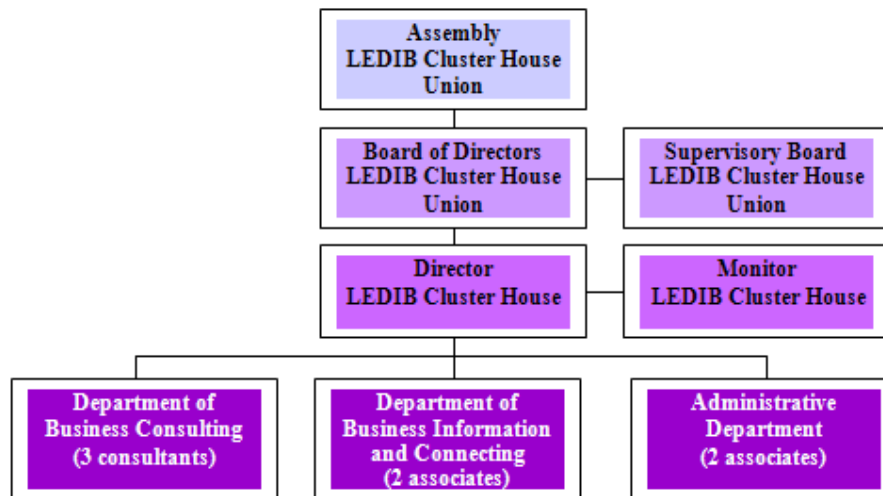 Assembly
LEDIB Cluster House
Union
Board of Directors
LEDIB Cluster House
Union
Supervisory Board
LEDIB Cluster House
Union
Director
LEDIB Cluster House
Monitor
LEDIB Cluster House
Department of
Business Consulting
(3 consultants)
Department of
Business Information
and Connecting
(2 associates)
Administrative
Department
(2 associates)